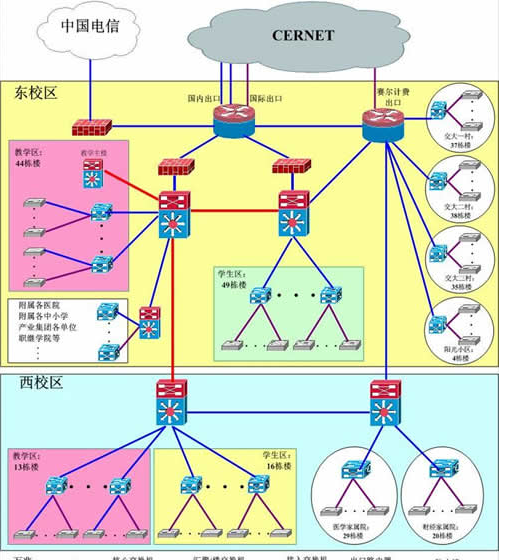 中国电信
CERNET
东校区
国内出口
国际出口
赛尔计费
出口
教学区:
44栋楼
教学主楼
交大一村:
37栋楼
交大二村:
38栋楼
交大三村:
35栋楼
阳光小区:
4栋楼
学生区:
49栋楼
附属各医院
附属各中小学
产业集团各单位
职继学院等
西校区
教学区:
13栋楼
学生区:
16栋楼
医学家属院:
29栋楼
财经家属院:
20栋楼